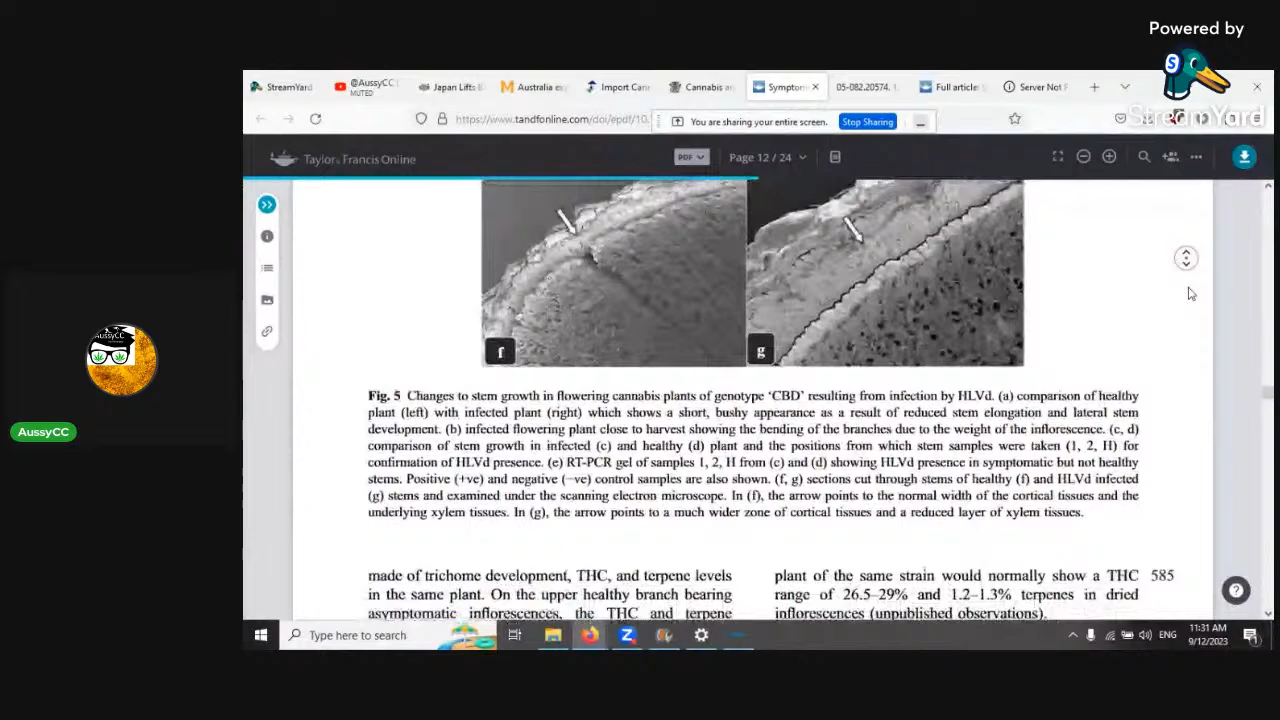 Powered by
StreamYard
StreamYard
@AussyCC
MUTED
Japan Lifts B
Australia ex
Import Can
Cannabis an
Symptom
05-082.20574.
Full article
Server Not F
https://www.tandfonline.com/doi/epdf/10.
You are sharing your entire screen.
Stop Sharing
Taylor & Francis Online
PDF
Page 12 / 24
f
g
AussyCC
AussyCC
Fig. 5 Changes to stem growth in flowering cannabis plants of genotype ‘CBD’ resulting from infection by HLVd. (a) comparison of healthy
plant (left) with infected plant (right) which shows a short, bushy appearance as a result of reduced stem elongation and lateral stem
development. (b) infected flowering plant close to harvest showing the bending of the branches due to the weight of the inflorescence. (c, d)
comparison of stem growth in infected (c) and healthy (d) plant and the positions from which stem samples were taken (1, 2, H) for
confirmation of HLVd presence. (e) RT-PCR gel of samples 1, 2, H from (c) and (d) showing HLVd presence in symptomatic but not healthy
stems. Positive (+ve) and negative (−ve) control samples are also shown. (f, g) sections cut through stems of healthy (f) and HLVd infected
(g) stems and examined under the scanning electron microscope. In (f), the arrow points to the normal width of the cortical tissues and the
underlying xylem tissues. In (g), the arrow points to a much wider zone of cortical tissues and a reduced layer of xylem tissues.
made of trichome development, THC, and terpene levels
in the same plant. On the upper healthy branch bearing
asymptomatic inflorescences, the THC and terpene
plant of the same strain would normally show a THC 585
range of 26.5–29% and 1.2–1.3% terpenes in dried
inflorescences (unpublished observations).
Type here to search
ENG
11:31 AM
9/12/2023